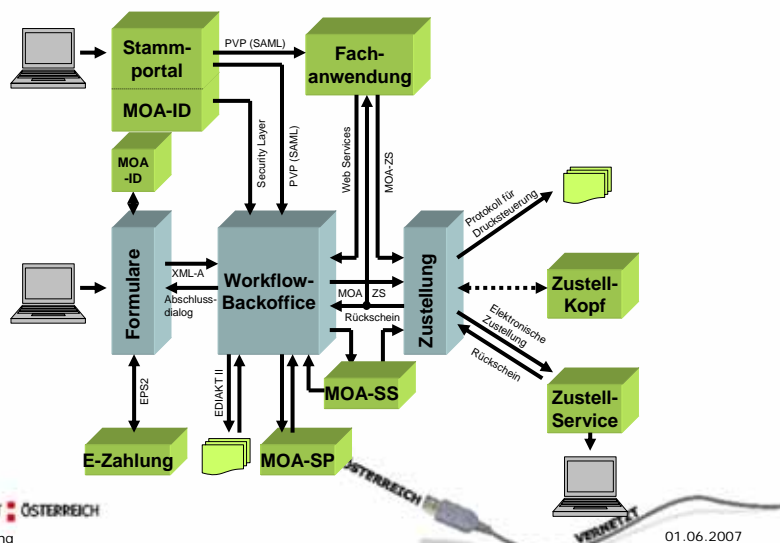 Stamm-
portal
MOA-ID
PVP (SAML)
Fach-
anwendung
MOA
-ID
Security Layer
PVP (SAML)
Web Services
MOA-ZS
Protokoll für
Drucksteuerung
Formulare
XML-A
Abschluss-
dialog
Workflow-
Backoffice
MOA ZS
Rückschein
Zustellung
Zustell-
Kopf
Elektronische
Zustellung
Rückschein
EPS2
EDIAKT II
MOA-SS
Zustell-
Service
E-Zahlung
MOA-SP
ÖSTERREICH
ÖSTERREICH
VERNETZT
01.06.2007